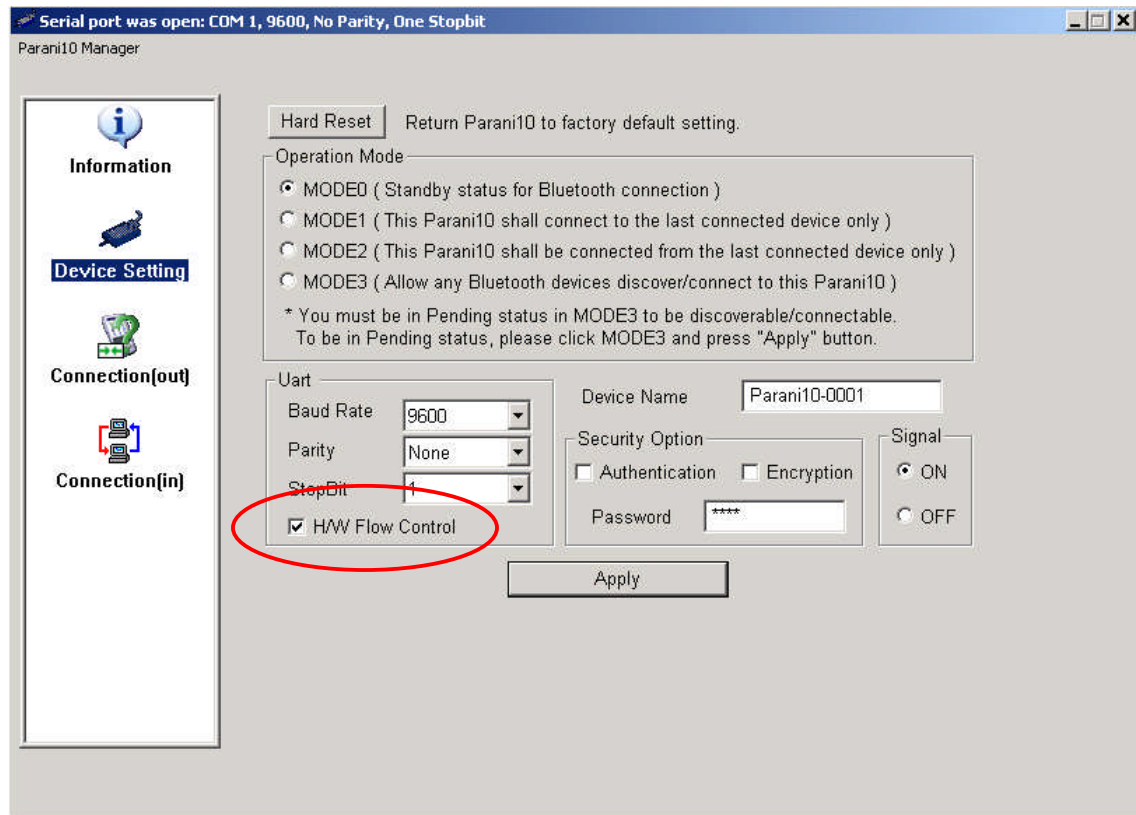 Serial port was open: COM 1, 9600, No Parity, One Stopbit
Parani10 Manager
Information
Device Setting
Connection(out)
Connection(in)
Hard Reset Return Parani10 to factory default setting.
Operation Mode
MODE0 ( Standby status for Bluetooth connection )
MODE1 ( This Parani10 shall connect to the last connected device only )
MODE2 ( This Parani10 shall be connected from the last connected device only )
MODE3 ( Allow any Bluetooth devices discover/connect to this Parani10 )
* You must be in Pending status in MODE3 to be discoverable/connectable.
To be in Pending status, please click MODE3 and press "Apply" button.
Uart
Baud Rate 9600
Parity None
StopBit 1
H/W Flow Control
Device Name Parani10-0001
Security Option
Authentication Encryption
Password ****
Signal
ON
OFF
Apply